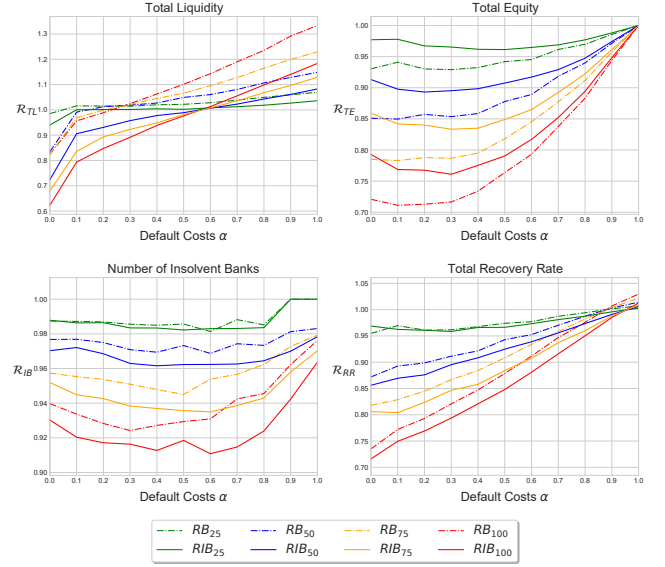 Total Liquidity
Total Equity
1.3
1.2
1.1
1.0
0.9
0.8
0.7
0.6
R_TL
0.0 0.1 0.2 0.3 0.4 0.5 0.6 0.7 0.8 0.9 1.0
Default Costs α
1.00
0.95
0.90
0.85
0.80
0.75
0.70
R_TE
0.0 0.1 0.2 0.3 0.4 0.5 0.6 0.7 0.8 0.9 1.0
Default Costs α
Number of Insolvent Banks
Total Recovery Rate
1.00
0.98
0.96
0.94
0.92
0.90
R_IB
0.0 0.1 0.2 0.3 0.4 0.5 0.6 0.7 0.8 0.9 1.0
Default Costs α
1.05
1.00
0.95
0.90
0.85
0.80
0.75
0.70
R_RR
0.0 0.1 0.2 0.3 0.4 0.5 0.6 0.7 0.8 0.9 1.0
Default Costs α
RB_25 RB_50 RB_75 RB_100
RIB_25 RIB_50 RIB_75 RIB_100